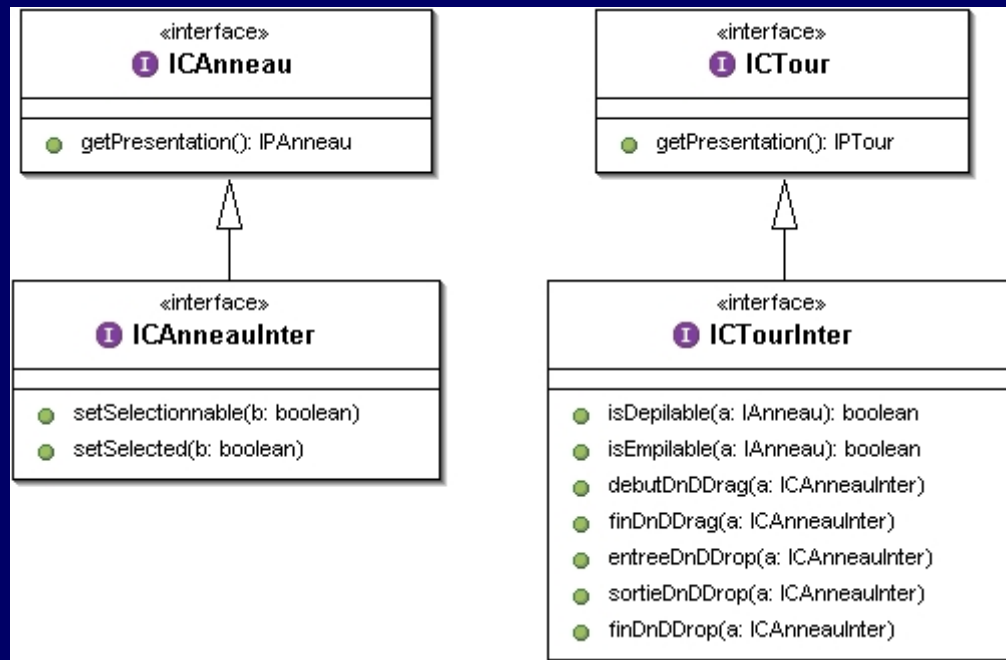 «interface»
I ICAnneau
getPresentation(): IPAnneau
«interface»
I ICTour
getPresentation(): IPTour
«interface»
I ICAnneauInter
setSelectionnable(b: boolean)
setSelected(b: boolean)
«interface»
I ICTourInter
isDepilable(a: IAnneau): boolean
isEmpilable(a: IAnneau): boolean
debutDnDDrag(a: ICAnneauInter)
finDnDDrag(a: ICAnneauInter)
entreeDnDDrop(a: ICAnneauInter)
sortieDnDDrop(a: ICAnneauInter)
finDnDDrop(a: ICAnneauInter)